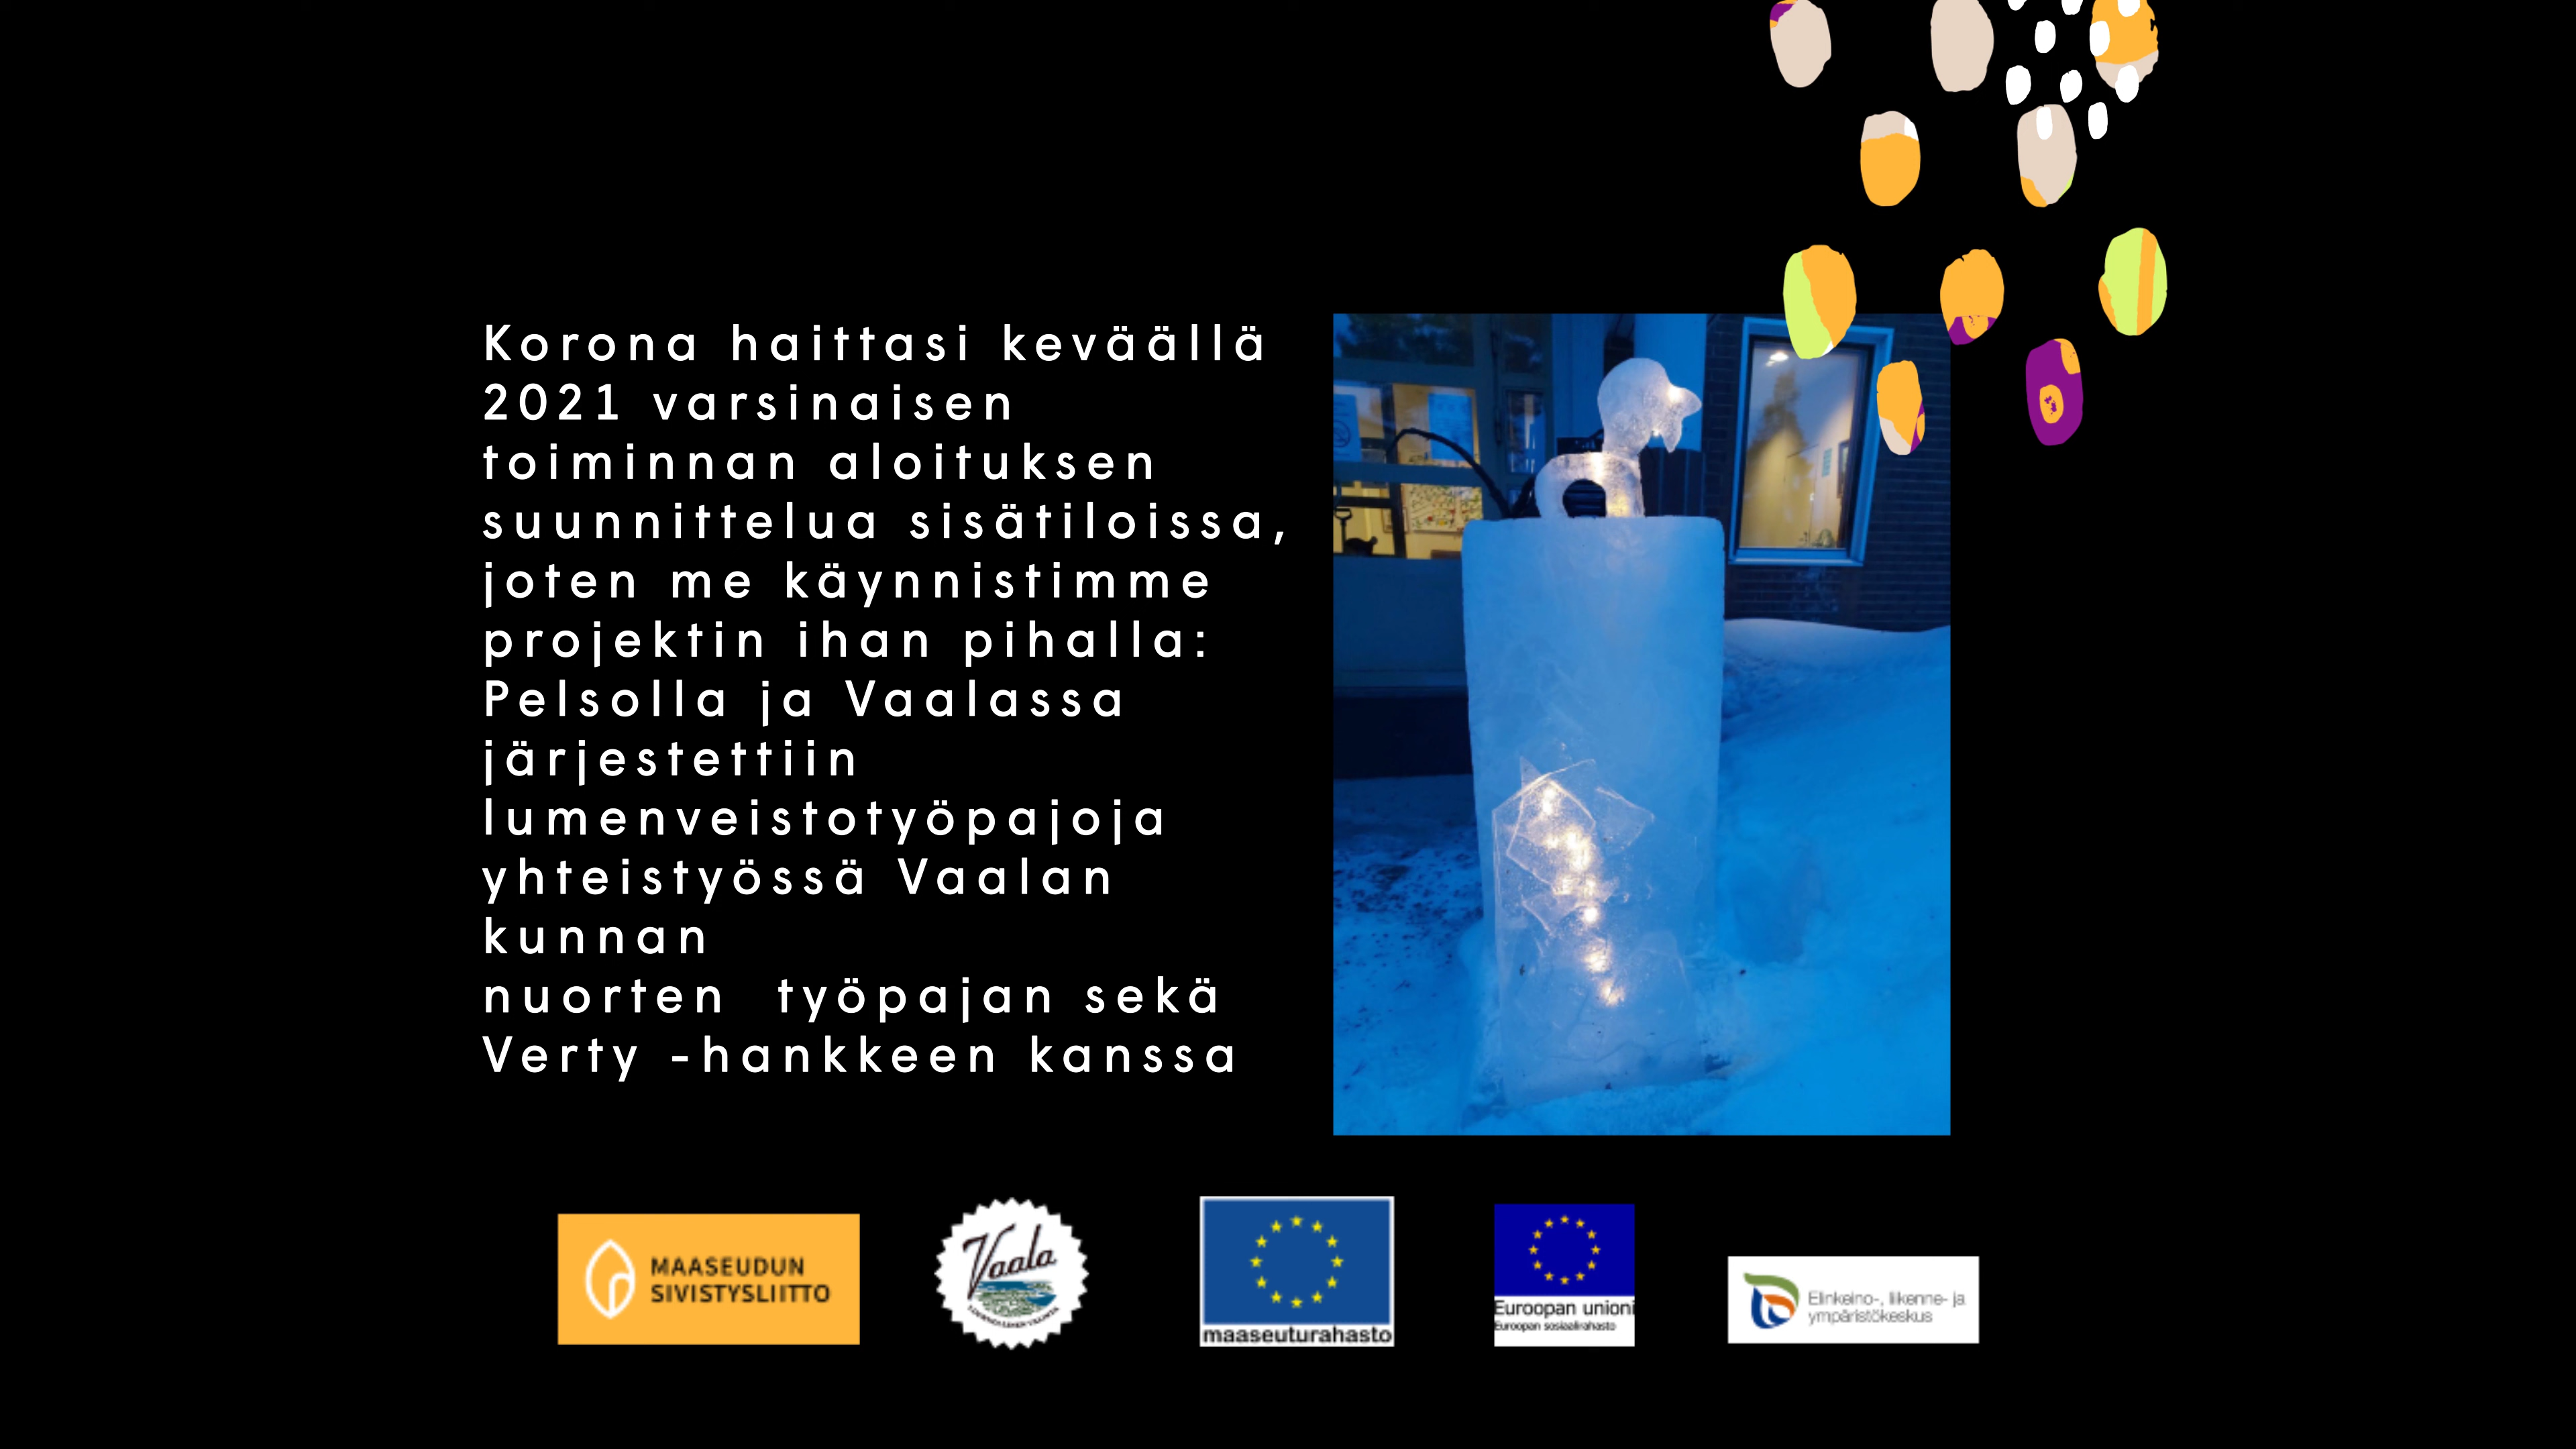 Korona haittasi keväällä
2021 varsinaisen
toiminnan aloituksen
suunnittelua sisätiloissa,
joten me käynnistimme
projektin ihan pihalla:
Pelsolla ja Vaalassa
järjestettiin
lumenveistotyöpajoja
yhteistyössä Vaalan
kunnan
nuorten  työpajan sekä
Verty -hankkeen kanssa
MAASEUDUN
SIVISTYSLIITTO
Vaala
maaseuturahasto
Euroopan unioni
Euroopan sosiaalirahasto
Elinkeino-, liikenne- ja
ympäristökeskus